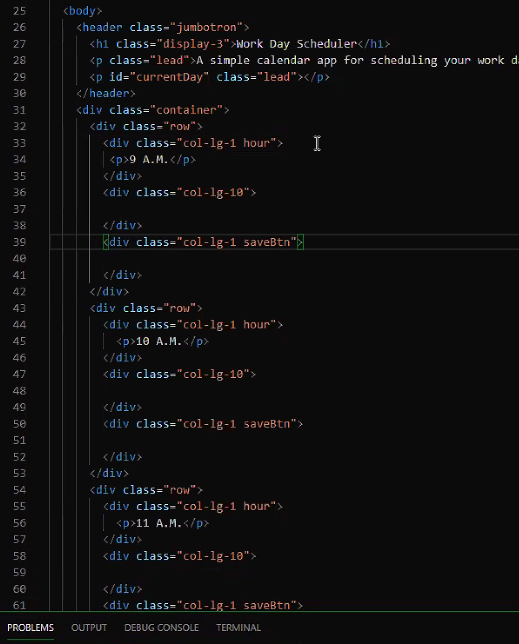 25 <body>
26 <header class="jumbotron">
27 <h1 class="display-3">Work Day Scheduler</h1>
28 <p class="lead">A simple calendar app for scheduling your work da
29 <p id="currentDay" class="lead"></p>
30 </header>
31 <div class="container">
32 <div class="row">
33 <div class="col-lg-1 hour">
34 <p>9 A.M.</p>
35 </div>
36 <div class="col-lg-10">
37
38 </div>
39 <div class="col-lg-1 saveBtn">
40
41 </div>
42 </div>
43 <div class="row">
44 <div class="col-lg-1 hour">
45 <p>10 A.M.</p>
46 </div>
47 <div class="col-lg-10">
48
49 </div>
50 <div class="col-lg-1 saveBtn">
51
52 </div>
53 </div>
54 <div class="row">
55 <div class="col-lg-1 hour">
56 <p>11 A.M.</p>
57 </div>
58 <div class="col-lg-10">
59
60 </div>
61 <div class="col-lg-1 saveBtn">
PROBLEMS OUTPUT DEBUG CONSOLE TERMINAL